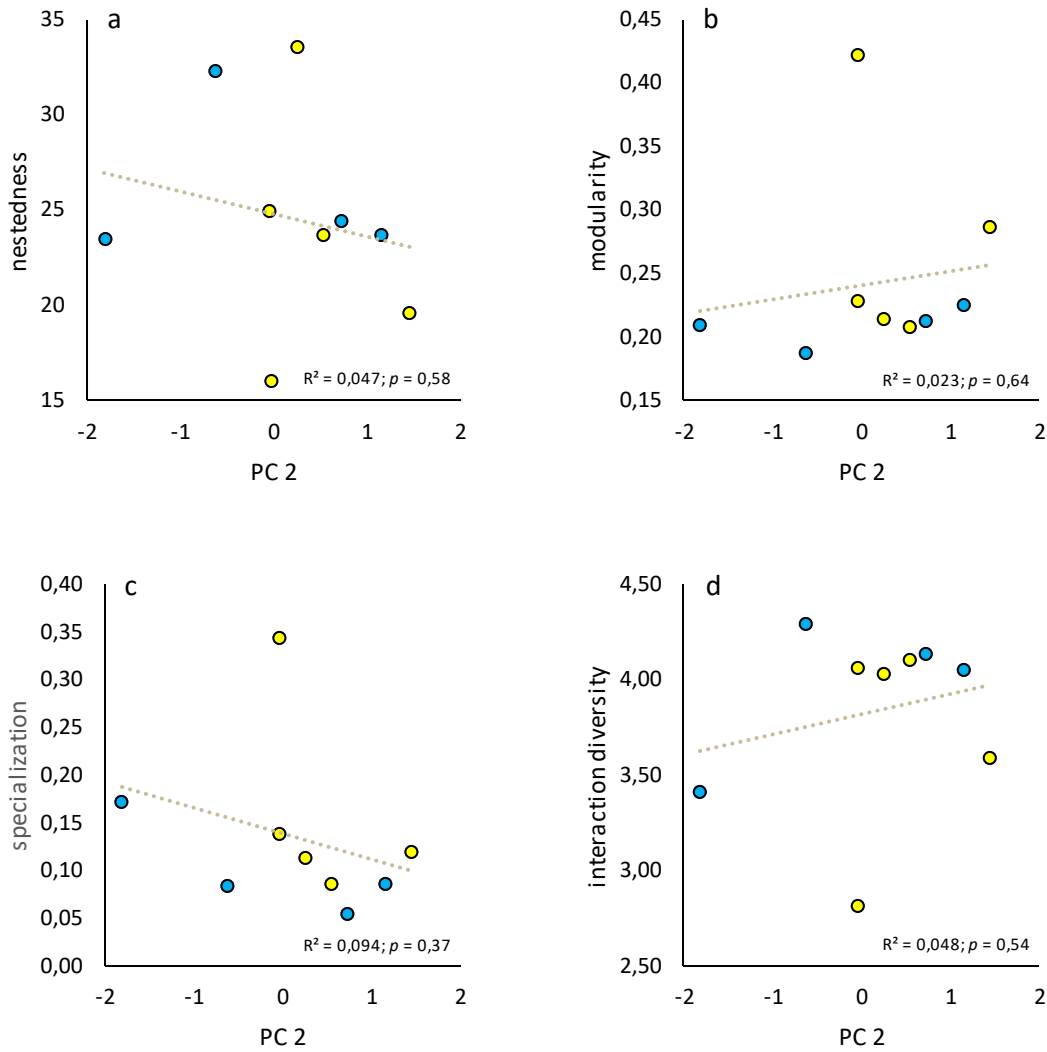 a
35
30
25
20
15
nestedness
R² = 0,047; p = 0,58
-2 -1 0 1 2
PC 2
b
0,45
0,40
0,35
0,30
0,25
0,20
0,15
modularity
R² = 0,023; p = 0,64
-2 -1 0 1 2
PC 2
c
0,40
0,35
0,30
0,25
0,20
0,15
0,10
0,05
0,00
specialization
R² = 0,094; p = 0,37
-2 -1 0 1 2
PC 2
d
4,50
4,00
3,50
3,00
2,50
interaction diversity
R² = 0,048; p = 0,54
-2 -1 0 1 2
PC 2